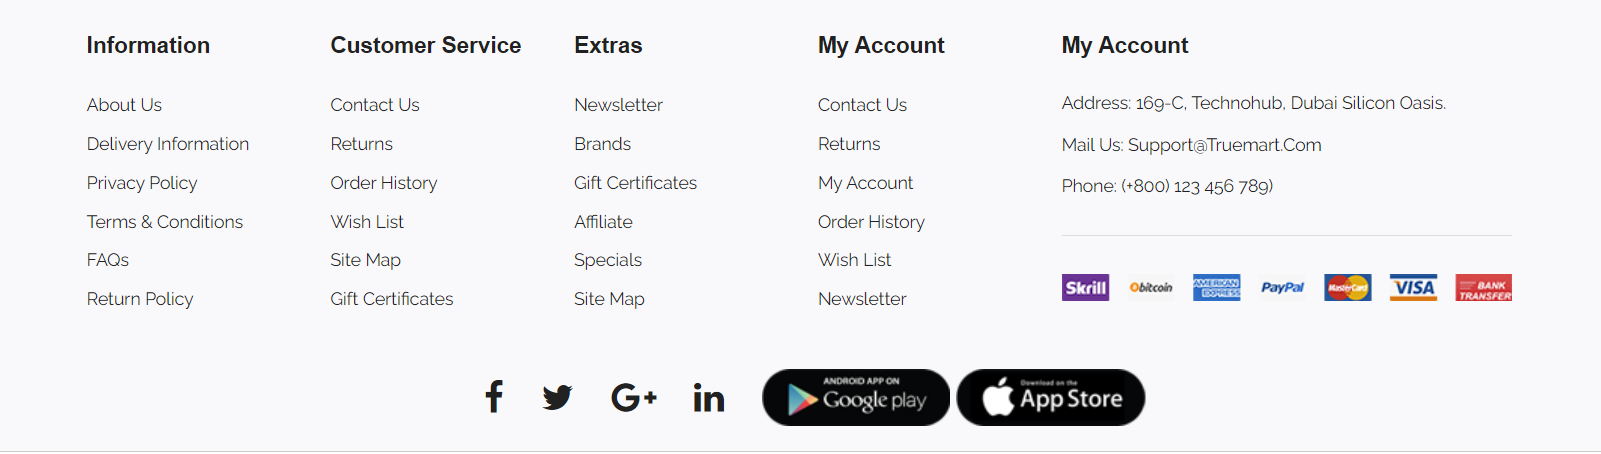 Information
About Us
Delivery Information
Privacy Policy
Terms & Conditions
FAQs
Return Policy
Customer Service
Contact Us
Returns
Order History
Wish List
Site Map
Gift Certificates
Extras
Newsletter
Brands
Gift Certificates
Affiliate
Specials
Site Map
My Account
Contact Us
Returns
My Account
Order History
Wish List
Newsletter
My Account
Address: 169-C, Technohub, Dubai Silicon Oasis.
Mail Us: Support@Truemart.Com
Phone: (+800) 123 456 789)
Skrill
bitcoin
AMERICAN
EXPRESS
PayPal
MasterCard
VISA
BANK
TRANSFER
f
G+
in
ANDROID APP ON
Google play
Download on the
App Store